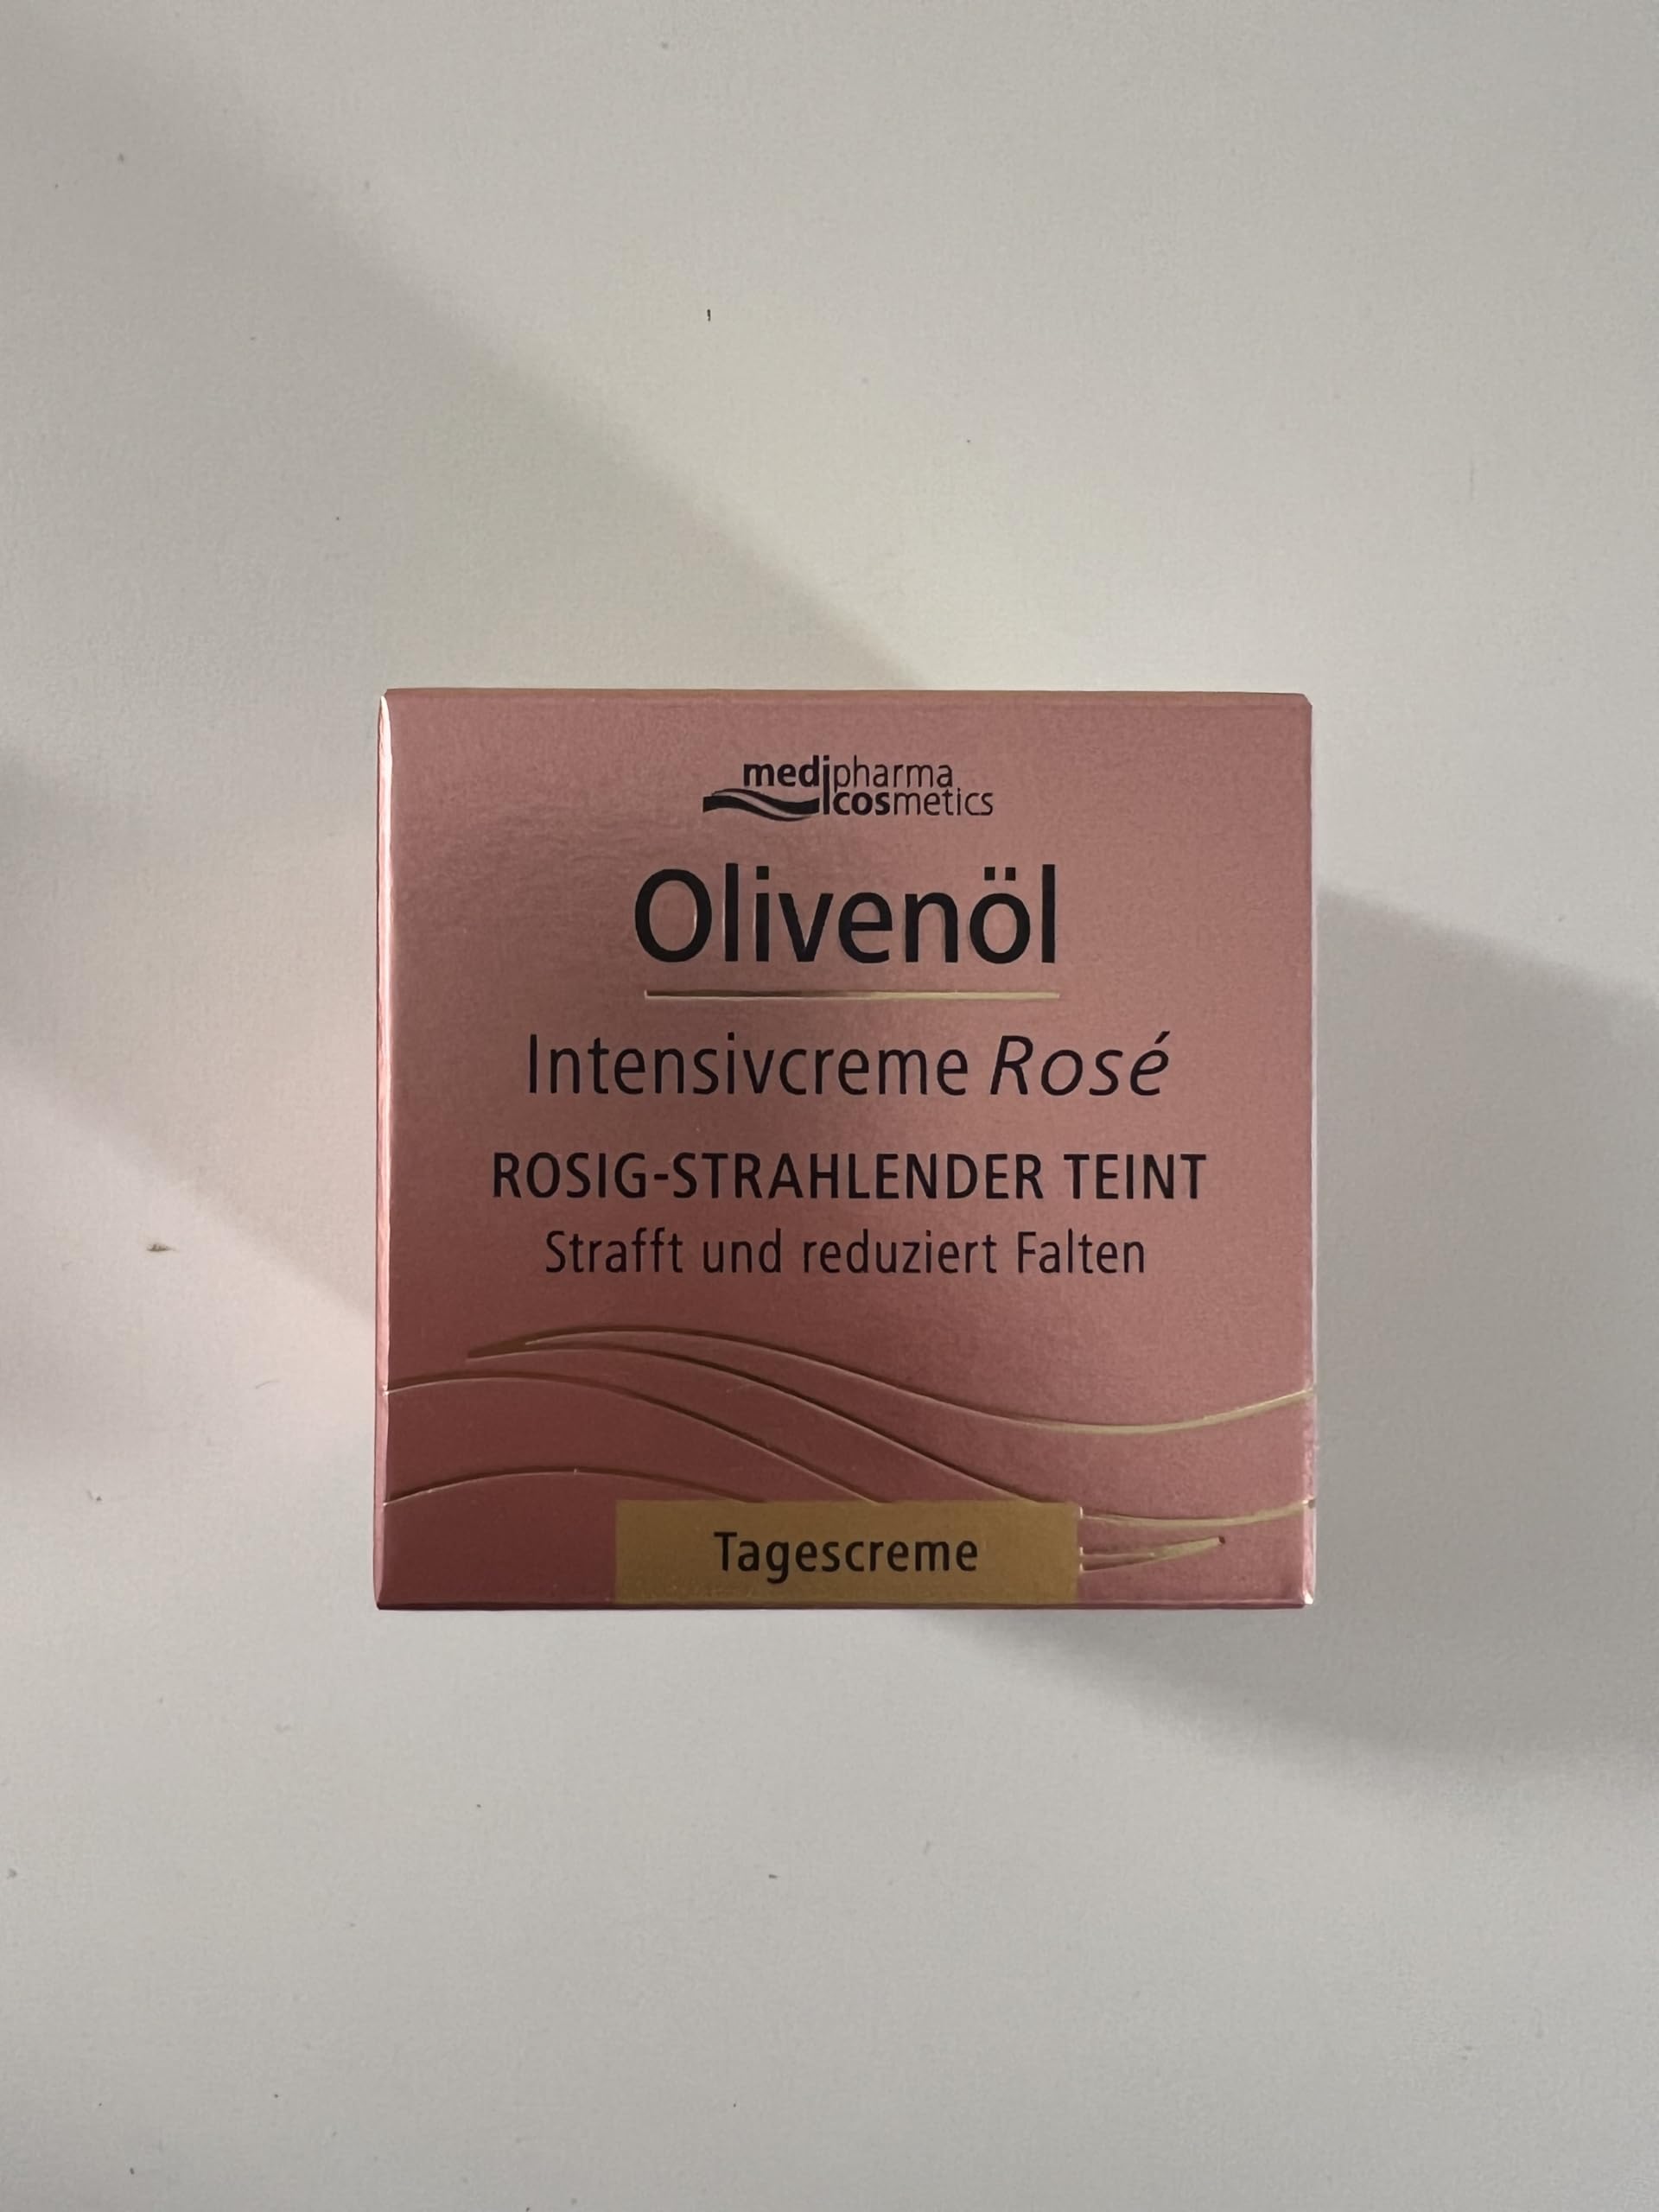 medipharma
cosmetics
Olivenöl
Intensivcreme Rosé
ROSIG-STRAHLENDER TEINT
Strafft und reduziert Falten
Tagescreme